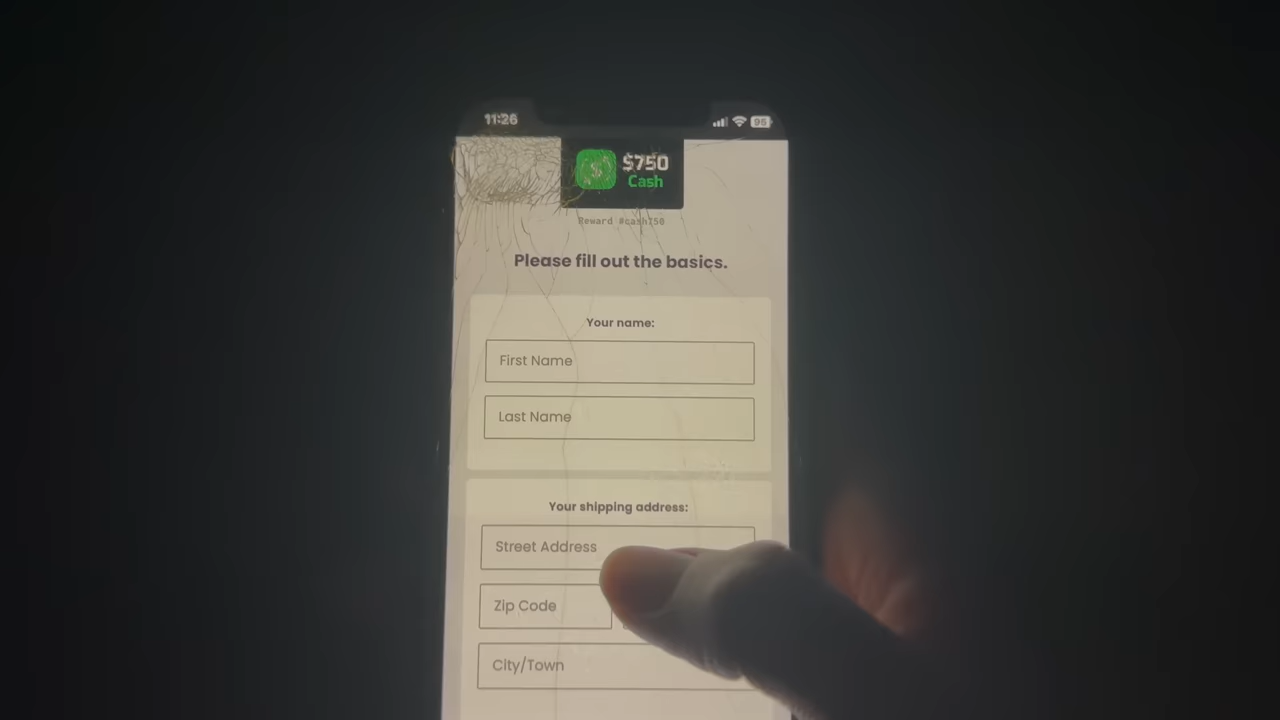 11:26
96
$
$750
Cash
Reward #cash750
Please fill out the basics.
Your name:
First Name
Last Name
Your shipping address:
Street Address
Zip Code
City/Town